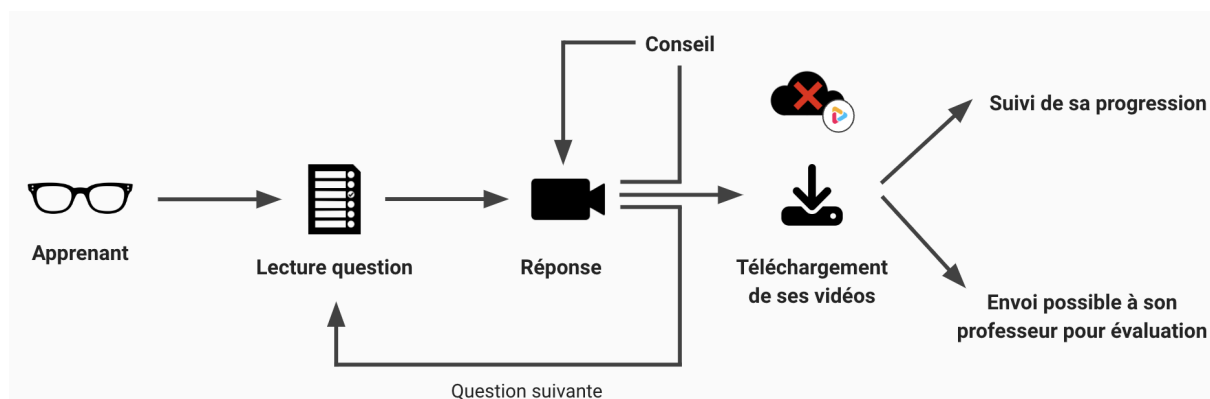 Conseil
Suivi de sa progression
Apprenant
Lecture question
Réponse
Téléchargement
de ses vidéos
Envoi possible à son
professeur pour évaluation
Question suivante